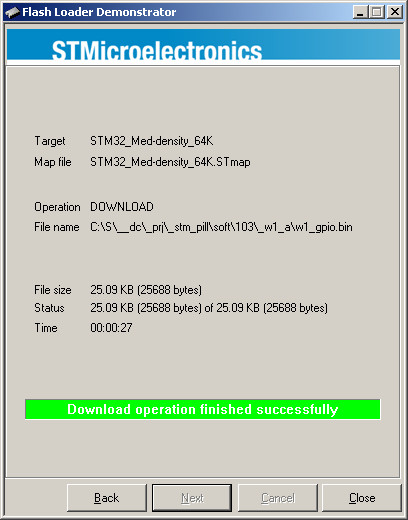 Flash Loader Demonstrator
STMicroelectronics
Target STM32_Med-density_64K
Map file STM32_Med-density_64K.STmap
Operation DOWNLOAD
File name C:\S\__dc\_prj\_stm_pill\soft\103\_w1_a\w1_gpio.bin
File size 25.09 KB (25688 bytes)
Status 25.09 KB (25688 bytes) of 25.09 KB (25688 bytes)
Time 00:00:27
Download operation finished successfully
Back Next Cancel Close